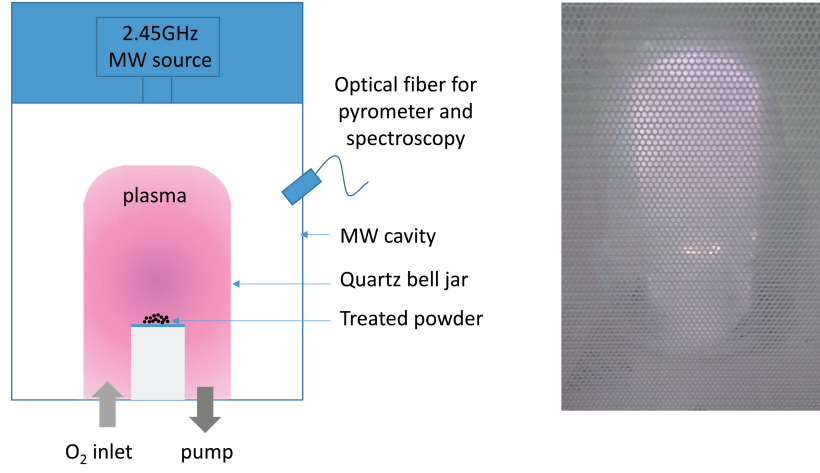 2.45GHz
MW source
Optical fiber for
pyrometer and
spectroscopy
plasma
MW cavity
Quartz bell jar
Treated powder
O₂ inlet
pump